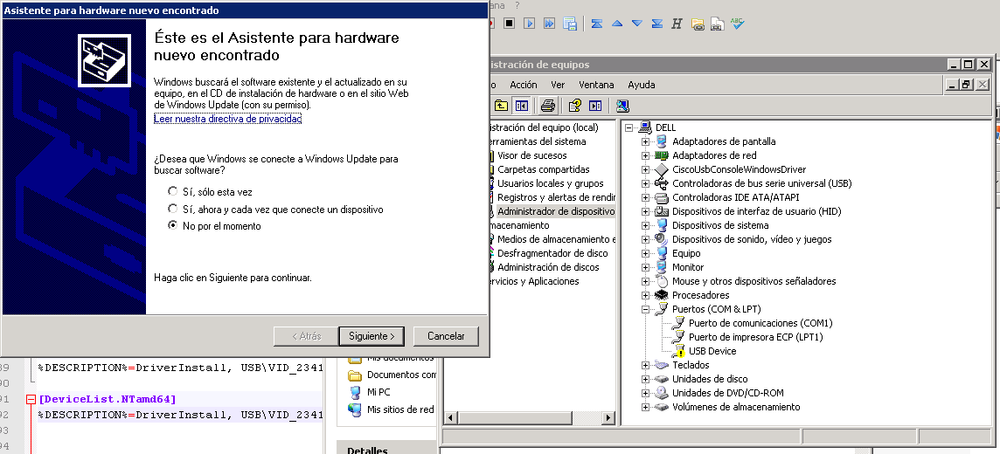 Asistente para hardware nuevo encontrado
Éste es el Asistente para hardware
nuevo encontrado
Windows buscará el software existente y el actualizado en su
equipo, en el CD de instalación de hardware o en el sitio Web
de Windows Update (con su permiso).
Leer nuestra directiva de privacidad
¿Desea que Windows se conecte a Windows Update para
buscar software?
Sí, sólo esta vez
Sí, ahora y cada vez que conecte un dispositivo
No por el momento
Haga clic en Siguiente para continuar.
< Atrás
Siguiente >
Cancelar
ana ?
H
ABC
istración de equipos
o Acción Ver Ventana Ayuda
istración del equipo (local)
erramientas del sistema
Visor de sucesos
Carpetas compartidas
Usuarios locales y grupos
Registros y alertas de rendir
Administrador de dispositivo
macenamiento
Medios de almacenamiento e
Desfragmentador de disco
Administración de discos
ervicios y Aplicaciones
DELL
Adaptadores de pantalla
Adaptadores de red
CiscoUsbConsoleWindowsDriver
Controladoras de bus serie universal (USB)
Controladoras IDE ATA/ATAPI
Dispositivos de interfaz de usuario (HID)
Dispositivos de sistema
Dispositivos de sonido, vídeo y juegos
Equipo
Monitor
Mouse y otros dispositivos señaladores
Procesadores
Puertos (COM & LPT)
Puerto de comunicaciones (COM1)
Puerto de impresora ECP (LPT1)
USB Device
Teclados
Unidades de disco
Unidades de DVD/CD-ROM
Volúmenes de almacenamiento
89 %DESCRIPTION%=DriverInstall, USB\VID_2341
90
91 [DeviceList.NTamd64]
92 %DESCRIPTION%=DriverInstall, USB\VID_2341
93
94
Mis documentos
Documentos com
Mi PC
Mis sitios de red
Detalles